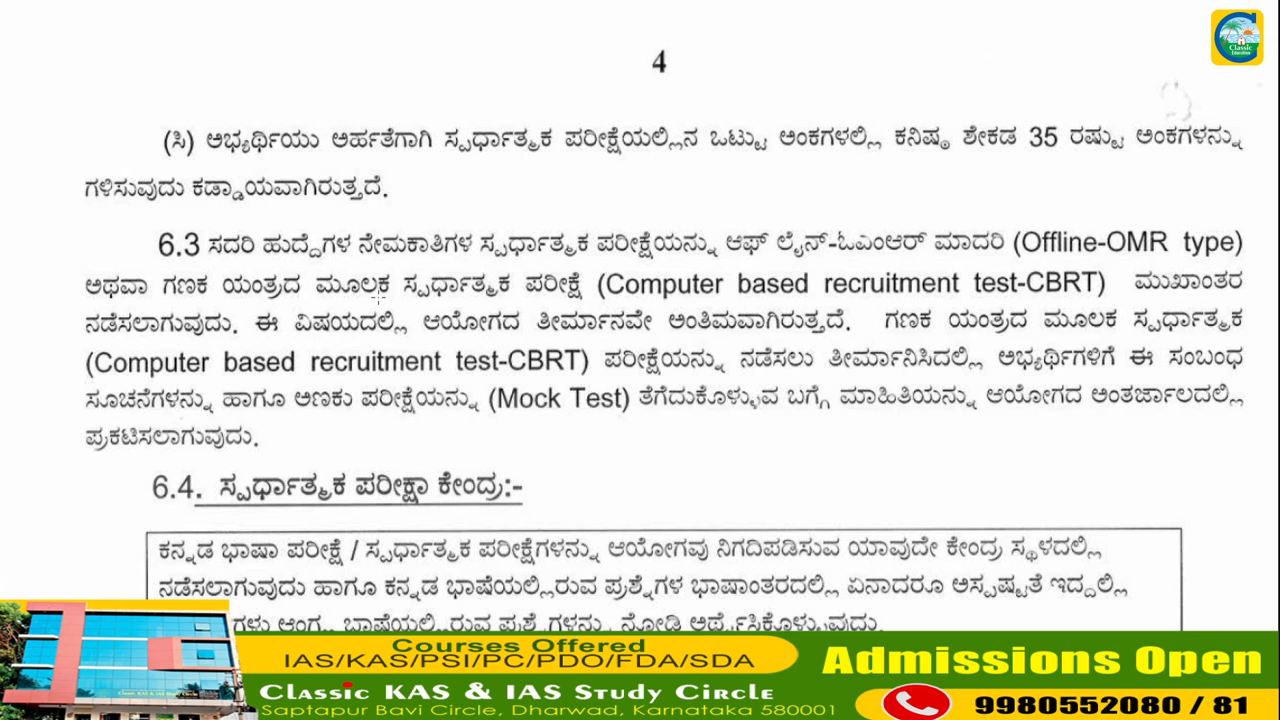 4
(ಸಿ) ಅಭ್ಯರ್ಥಿಯು ಅರ್ಹತೆಗಾಗಿ ಸ್ಪರ್ಧಾತ್ಮಕ ಪರೀಕ್ಷೆಯಲ್ಲಿನ ಒಟ್ಟು ಅಂಕಗಳಲ್ಲಿ ಕನಿಷ್ಠ ಶೇಕಡ 35 ರಷ್ಟು ಅಂಕಗಳನ್ನು
ಗಳಿಸುವುದು ಕಡ್ಡಾಯವಾಗಿರುತ್ತದೆ.
6.3 ಸದರಿ ಹುದ್ದೆಗಳ ನೇಮಕಾತಿಗಳ ಸ್ಪರ್ಧಾತ್ಮಕ ಪರೀಕ್ಷೆಯನ್ನು ಆಫ್ ಲೈನ್-ಓಎಂಆರ್ ಮಾದರಿ (Offline-OMR type)
ಅಥವಾ ಗಣಕ ಯಂತ್ರದ ಮೂಲಕ ಸ್ಪರ್ಧಾತ್ಮಕ ಪರೀಕ್ಷೆ (Computer based recruitment test-CBRT) ಮುಖಾಂತರ
ನಡೆಸಲಾಗುವುದು. ಈ ವಿಷಯದಲ್ಲಿ ಆಯೋಗದ ತೀರ್ಮಾನವೇ ಅಂತಿಮವಾಗಿರುತ್ತದೆ. ಗಣಕ ಯಂತ್ರದ ಮೂಲಕ ಸ್ಪರ್ಧಾತ್ಮಕ
(Computer based recruitment test-CBRT) ಪರೀಕ್ಷೆಯನ್ನು ನಡೆಸಲು ತೀರ್ಮಾನಿಸಿದಲ್ಲಿ ಅಭ್ಯರ್ಥಿಗಳಿಗೆ ಈ ಸಂಬಂಧ
ಸೂಚನೆಗಳನ್ನು ಹಾಗೂ ಅಣಕು ಪರೀಕ್ಷೆಯನ್ನು (Mock Test) ತೆಗೆದುಕೊಳ್ಳುವ ಬಗ್ಗೆ ಮಾಹಿತಿಯನ್ನು ಆಯೋಗದ ಅಂತರ್ಜಾಲದಲ್ಲಿ
ಪ್ರಕಟಿಸಲಾಗುವುದು.
6.4. ಸ್ಪರ್ಧಾತ್ಮಕ ಪರೀಕ್ಷಾ ಕೇಂದ್ರ:-
ಕನ್ನಡ ಭಾಷಾ ಪರೀಕ್ಷೆ / ಸ್ಪರ್ಧಾತ್ಮಕ ಪರೀಕ್ಷೆಗಳನ್ನು ಆಯೋಗವು ನಿಗದಿಪಡಿಸುವ ಯಾವುದೇ ಕೇಂದ್ರ ಸ್ಥಳದಲ್ಲಿ
ನಡೆಸಲಾಗುವುದು ಹಾಗೂ ಕನ್ನಡ ಭಾಷೆಯಲ್ಲಿರುವ ಪ್ರಶ್ನೆಗಳ ಭಾಷಾಂತರದಲ್ಲಿ ಏನಾದರೂ ಅಸ್ಪಷ್ಟತೆ ಇದ್ದಲ್ಲಿ
ಭಾಷೆಯಲ್ಲಿರುವ ಪ್ರಶ್ನೆಗಳನ್ನು ನೋಡಿ ಅರ್ಥೈಸಿಕೊಳ್ಳುವುದು.
Classic
Education
Courses Offered
IAS/KAS/PSI/PC/PDO/FDA/SDA
Classic KAS & IAS Study Circle
Saptapur Bavi Circle, Dharwad, Karnataka 580001
Admissions Open
9980552080 / 81